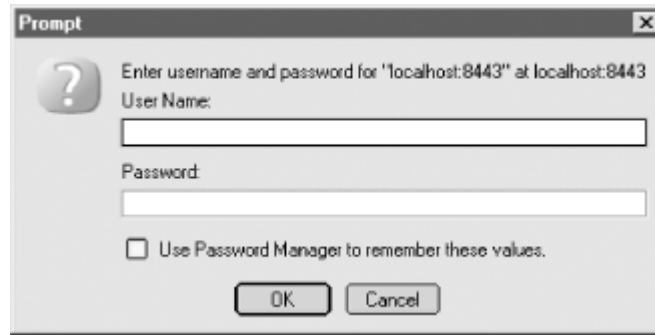 Prompt
Enter username and password for "localhost:8443" at localhost:8443
User Name:
Password:
Use Password Manager to remember these values.
OK
Cancel